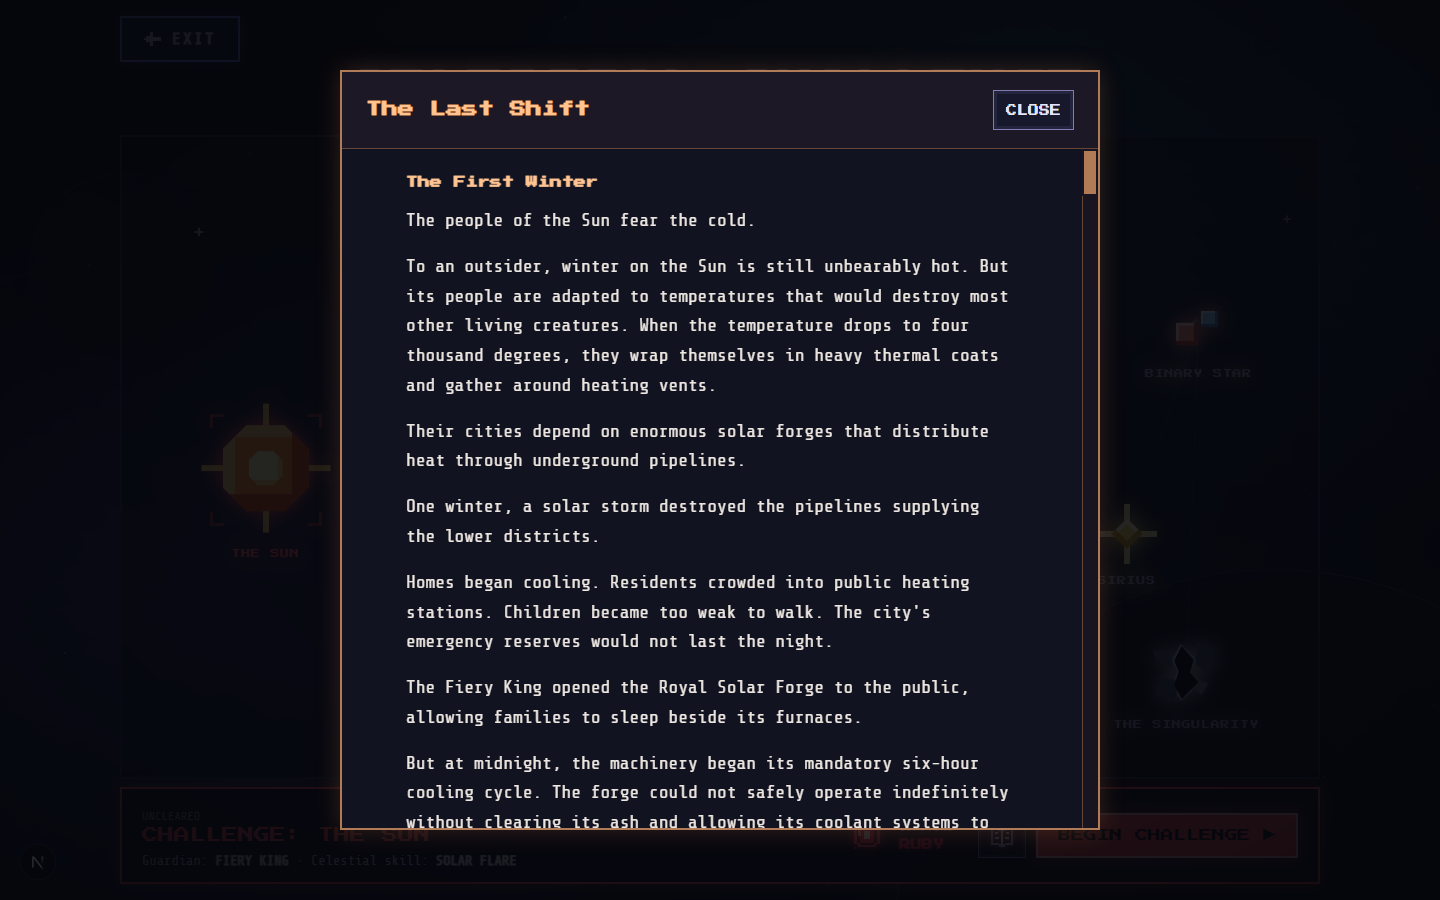 EXIT
The Last Shift
CLOSE
The First Winter
The people of the Sun fear the cold.
To an outsider, winter on the Sun is still unbearably hot. But
its people are adapted to temperatures that would destroy most
other living creatures. When the temperature drops to four
thousand degrees, they wrap themselves in heavy thermal coats
and gather around heating vents.
Their cities depend on enormous solar forges that distribute
heat through underground pipelines.
One winter, a solar storm destroyed the pipelines supplying
the lower districts.
Homes began cooling. Residents crowded into public heating
stations. Children became too weak to walk. The city's
emergency reserves would not last the night.
The Fiery King opened the Royal Solar Forge to the public,
allowing families to sleep beside its furnaces.
But at midnight, the machinery began its mandatory six-hour
cooling cycle. The forge could not safely operate indefinitely
without clearing its ash and allowing its coolant systems to
THE SUN
BINARY STAR
SIRIUS
THE SINGULARITY
UNCLEARED
CHALLENGE: THE SUN
Guardian: FIERY KING · Celestial skill: SOLAR FLARE
RUBY
BEGIN CHALLENGE ►
N